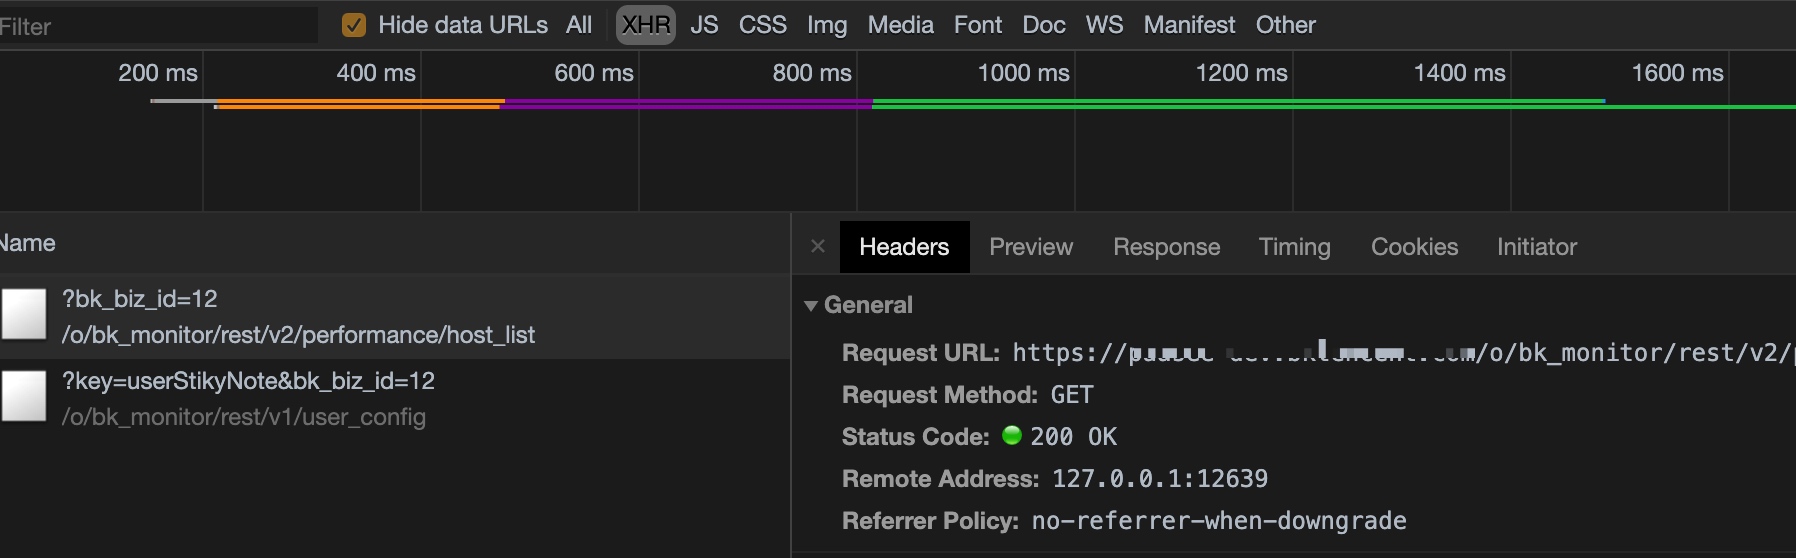 Filter
Hide data URLs All XHR JS CSS Img Media Font Doc WS Manifest Other
200 ms 400 ms 600 ms 800 ms 1000 ms 1200 ms 1400 ms 1600 ms
Name
× Headers Preview Response Timing Cookies Initiator
?bk_biz_id=12
/o/bk_monitor/rest/v2/performance/host_list
?key=userStikyNote&bk_biz_id=12
/o/bk_monitor/rest/v1/user_config
General
Request URL: https:// /o/bk_monitor/rest/v2/
Request Method: GET
Status Code: 200 OK
Remote Address: 127.0.0.1:12639
Referrer Policy: no-referrer-when-downgrade